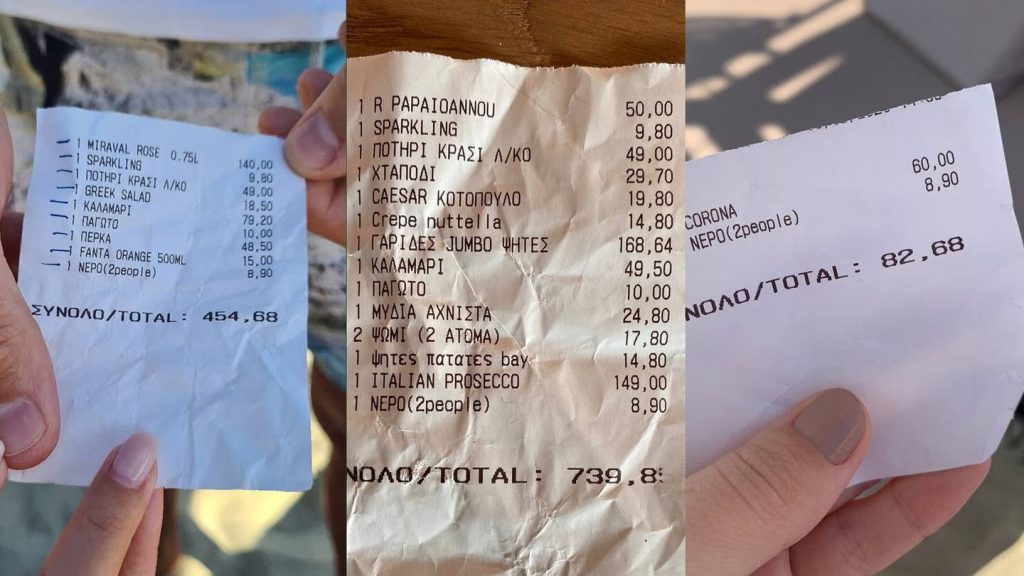 1 MIRAVAL ROSE 0.75L 140,00
1 SPARKLING 9,80
1 ΠΟΤΗΡΙ ΚΡΑΣΙ Λ/ΚΟ 49,00
1 GREEK SALAD 18,50
1 ΚΑΛΑΜΑΡΙ 79,20
1 ΠΑΓΩΤΟ 10,00
1 ΠΕΡΚΑ 48,50
1 FANTA ORANGE 500ML 15,00
1 ΝΕΡΟ(2people) 8,90
ΣΥΝΟΛΟ/TOTAL: 454,68
1 R PAPAIOANNOU 50,00
1 SPARKLING 9,80
1 ΠΟΤΗΡΙ ΚΡΑΣΙ Λ/ΚΟ 49,00
1 ΧΤΑΠΟΔΙ 29,70
1 CAESAR ΚΟΤΟΠΟΥΛΟ 19,80
1 Crepe nuttella 14,80
1 ΓΑΡΙΔΕΣ JUMBO ΨΗΤΕΣ 168,64
1 ΚΑΛΑΜΑΡΙ 49,50
1 ΠΑΓΩΤΟ 10,00
1 ΜΥΔΙΑ ΑΧΝΙΣΤΑ 24,80
2 ΨΩΜΙ (2 ΑΤΟΜΑ) 17,80
1 ψητες πατατες bay 14,80
1 ITALIAN PROSECCO 149,00
1 ΝΕΡΟ(2people) 8,90
ΝΟΛΟ/TOTAL: 739,8
CORONA 60,00
ΝΕΡΟ(2people) 8,90
ΝΟΛΟ/TOTAL: 82,68